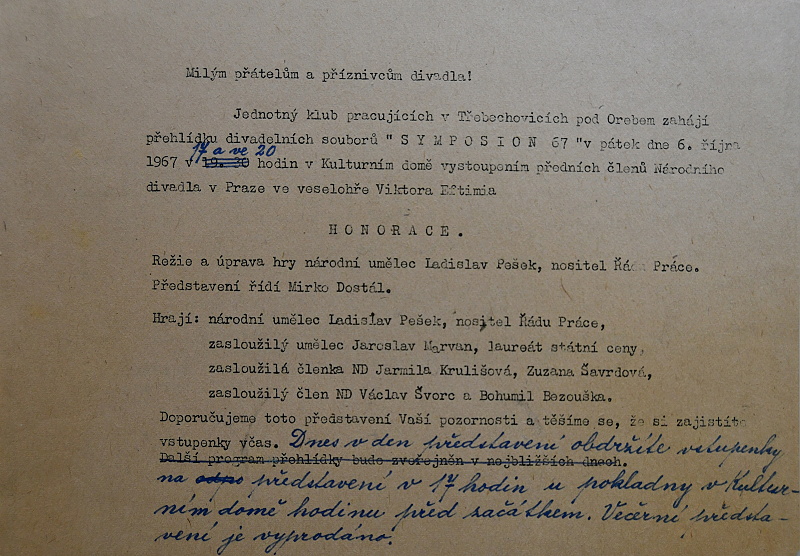 Milým přátelům a příznivcům divadla!
Jednotný klub pracujících v Třebechovicích pod Orebem zahájí
přehlídku divadelních souborů " S Y M P O S I O N 67 "v pátek dne 6. října
17 a ve 20
1967 v 19.30 hodin v Kulturním domě vystoupením předních členů Národního
divadla v Praze ve veselohře Viktora Eftimia
H O N O R A C E .
Režie a úprava hry národní umělec Ladislav Pešek, nositel Řádu Práce.
Představení řídí Mirko Dostál.
Hrají: národní umělec Ladislav Pešek, nositel Řádu Práce,
zasloužilý umělec Jaroslav Marvan, laureát státní ceny,
zasloužilá členka ND Jarmila Krulišová, Zuzana Šavrdová,
zasloužilý člen ND Václav Švorc a Bohumil Bezouška.
Doporučujeme toto představení Vaší pozornosti a těšíme se, že si zajistíte
vstupenky včas. Dnes v den představení obdržíte vstupenky
Další program přehlídky bude zveřejněn v nejbližších dnech.
na odpo představení v 17 hodin u pokladny v Kultur-
ním domě hodinu před začátkem. Večerní předsta-
vení je vyprodáno.